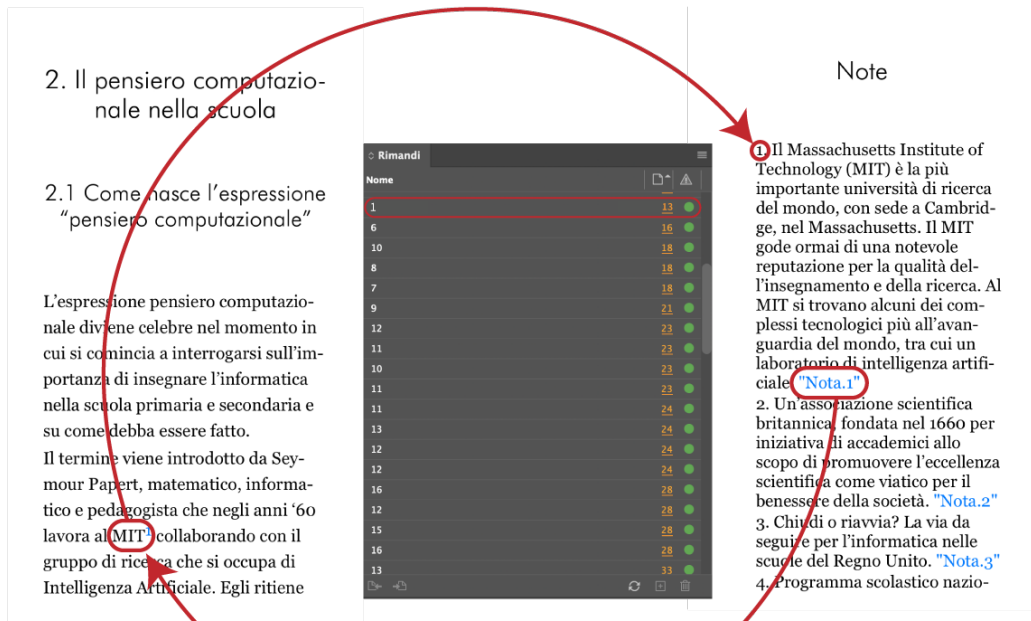 2. Il pensiero computazio-
nale nella scuola
2.1 Come nasce l'espressione
"pensiero computazionale"
L'espressione pensiero computazio-
nale diviene celebre nel momento in
cui si comincia a interrogarsi sull'im-
portanza di insegnare l'informatica
nella scuola primaria e secondaria e
su come debba essere fatto.
Il termine viene introdotto da Sey-
mour Papert, matematico, informa-
tico e pedagogista che negli anni ‘60
lavora al MIT¹ collaborando con il
gruppo di ricerca che si occupa di
Intelligenza Artificiale. Egli ritiene
Rimandi
Nome
1 13
6 16
10 18
8 18
7 18
9 21
12 23
11 23
10 23
11 23
11 24
13 24
12 24
12 24
16 28
12 28
15 28
16 28
13 33
Note
1. Il Massachusetts Institute of
Technology (MIT) è la più
importante università di ricerca
del mondo, con sede a Cambrid-
ge, nel Massachusetts. Il MIT
gode ormai di una notevole
reputazione per la qualità del-
l'insegnamento e della ricerca. Al
MIT si trovano alcuni dei com-
plessi tecnologici più all'avan-
guardia del mondo, tra cui un
laboratorio di intelligenza artifi-
ciale. "Nota.1"
2. Un'associazione scientifica
britannica, fondata nel 1660 per
iniziativa di accademici allo
scopo di promuovere l'eccellenza
scientifica come viatico per il
benessere della società. "Nota.2"
3. Chiudi o riavvia? La via da
seguire per l'informatica nelle
scuole del Regno Unito. "Nota.3"
4. Programma scolastico nazio-